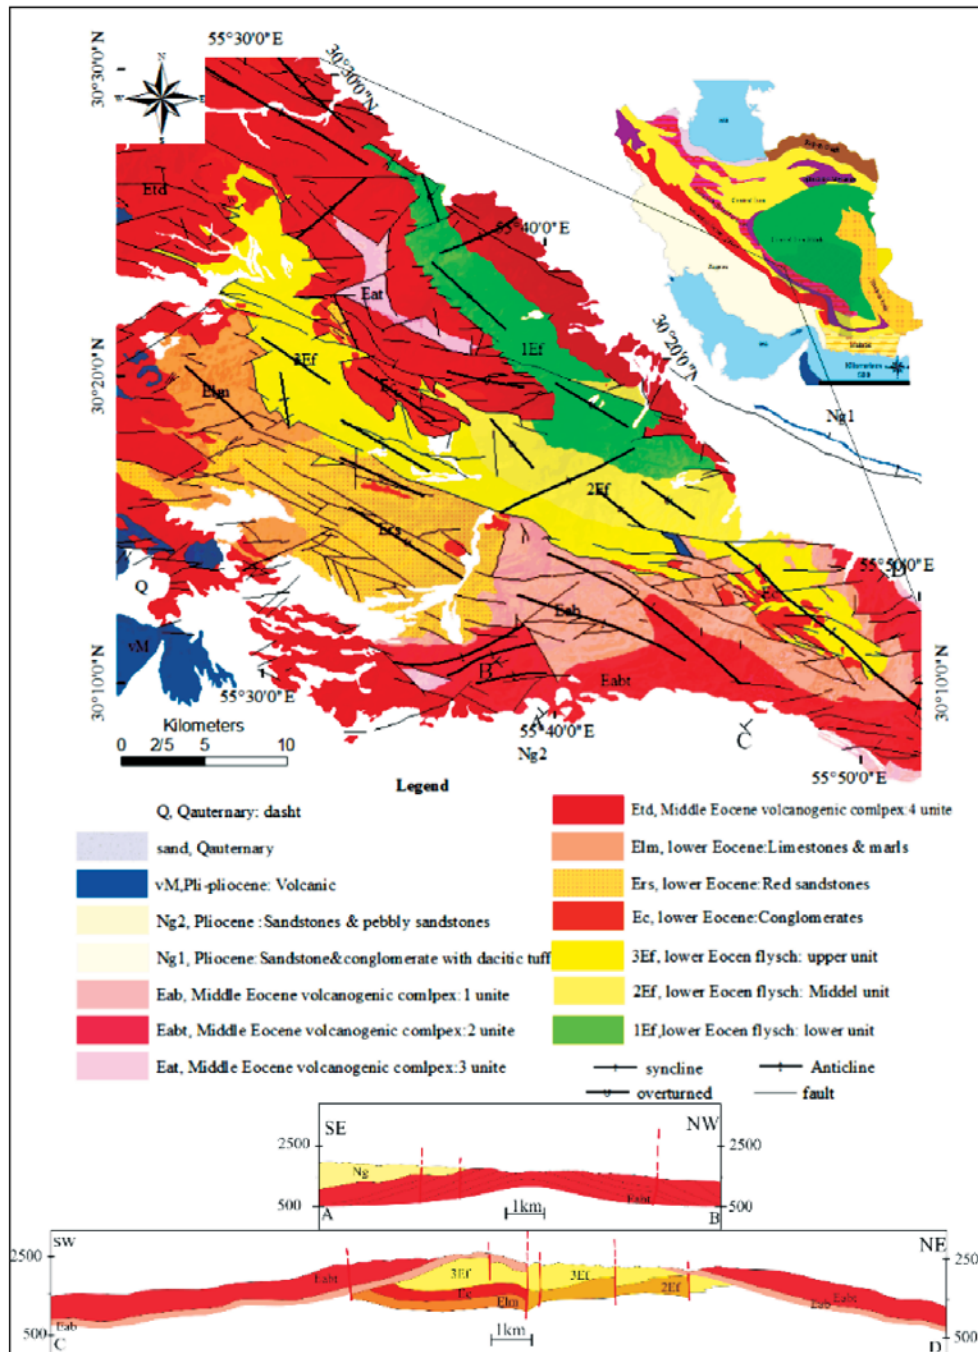 55°30'0"E
30°30'0"N
30°30'0"N
N
W
E
S
Etd
55°40'0"E
Eat
1Ef
30°20'0"N
3Ef
30°20'0"N
Elm
Kilometers
Ng1
2Ef
Ers
55°50'0"E
D
Q
Ec
Eab
vM
B
Eabt
30°10'0"N
30°10'0"N
55°30'0"E
A
C
Kilometers
55°40'0"E
0 2/5 5 10
Ng2
55°50'0"E
Legend
Q, Qauternary: dasht
sand, Qauternary
vM,Pli-pliocene: Volcanic
Ng2, Pliocene :Sandstones & pebbly sandstones
Ng1, Pliocene: Sandstone&conglomerate with dacitic tuff
Eab, Middle Eocene volcanogenic comlpex: 1 unite
Eabt, Middle Eocene volcanogenic comlpex: 2 unite
Eat, Middle Eocene volcanogenic comlpex:3 unite
Etd, Middle Eocene volcanogenic comlpex:4 unite
Elm, lower Eocene:Limestones & marls
Ers, lower Eocene:Red sandstones
Ec, lower Eocene:Conglomerates
3Ef, lower Eocen flysch: upper unit
2Ef, lower Eocen flysch: Middel unit
1Ef,lower Eocen flysch: lower unit
syncline
Anticline
overturned
fault
SE
NW
2500
2500
Ng
Eabt
500
500
A
1km
B
SW
NE
2500
3Ef
3Ef
Eabt
2Ef
Ec
Elm
Eab
Eabt
Eab
500
500
C
1km
D